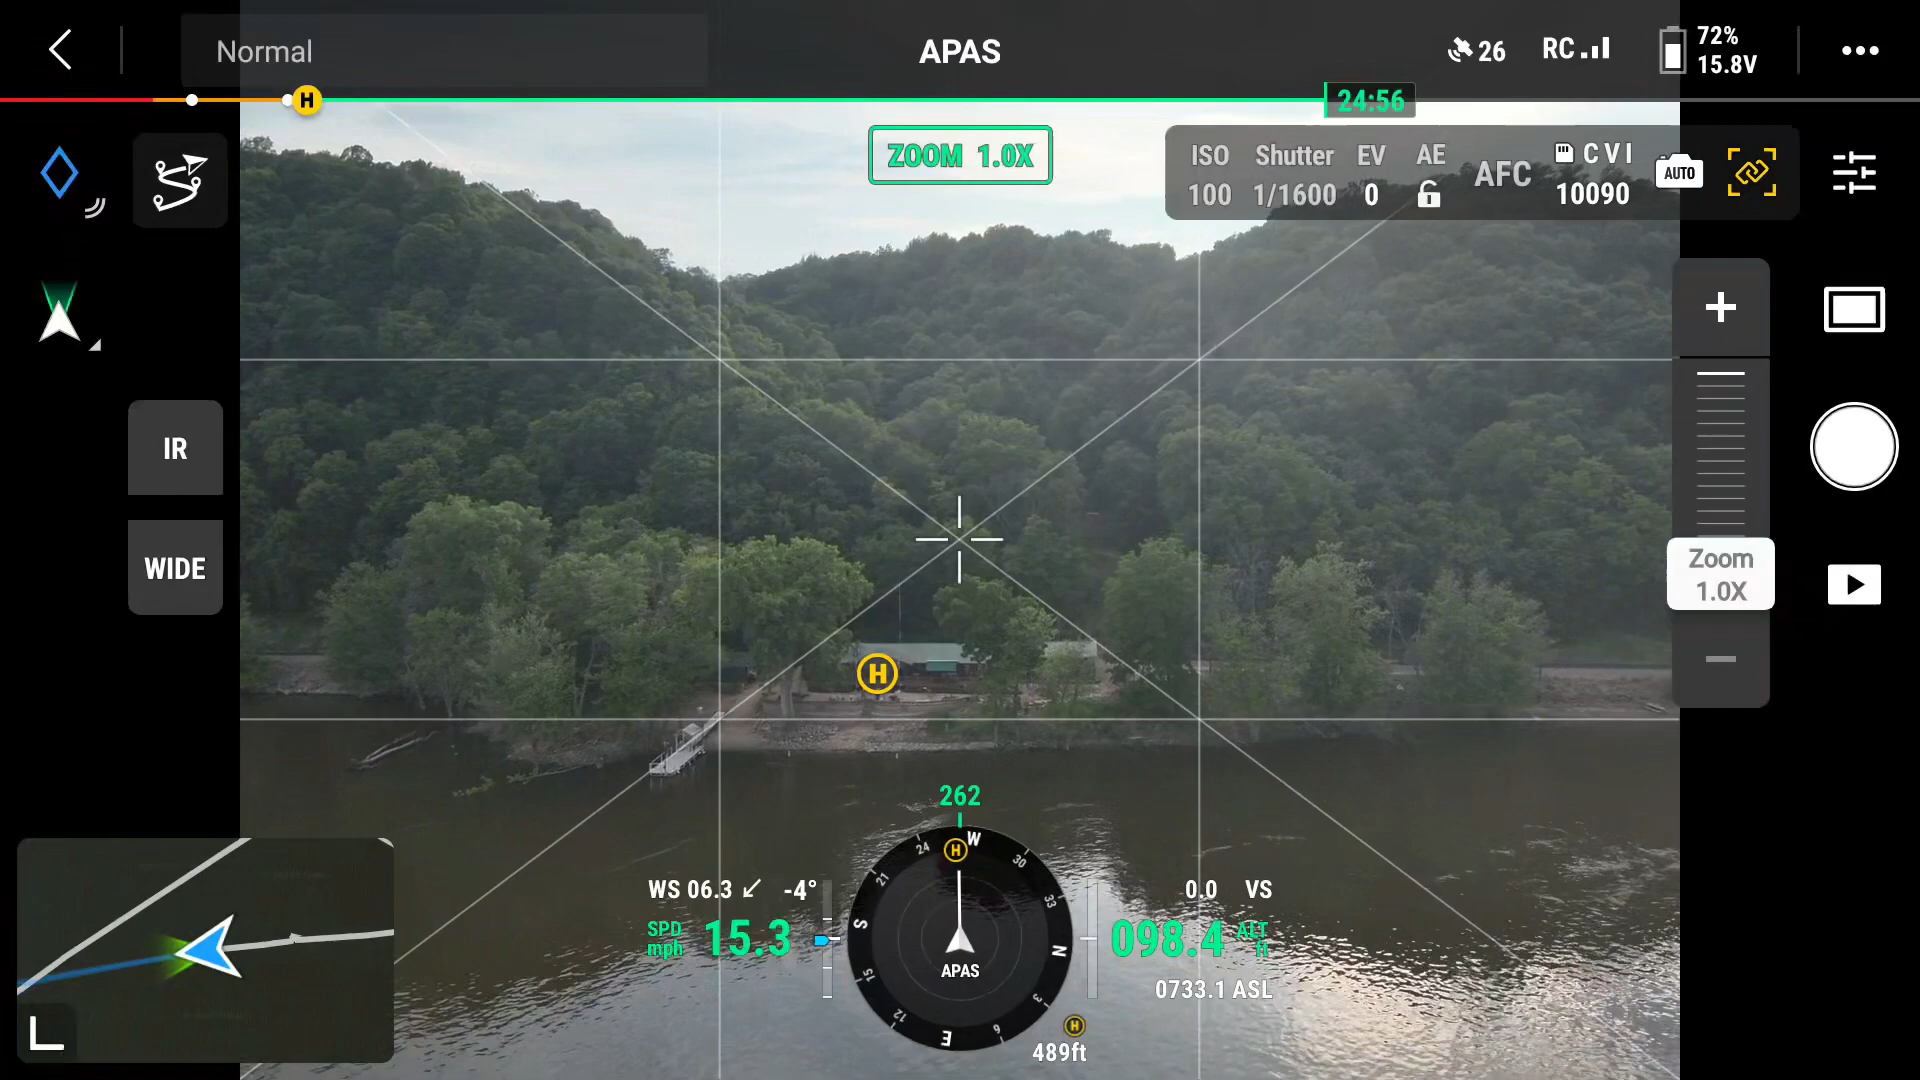 Normal
APAS
26
RC
72%
15.8V
H
24:56
ZOOM 1.0X
ISO
100
Shutter
1/1600
EV
0
AE
AFC
CVI
10090
AUTO
IR
WIDE
Zoom
1.0X
H
262
WS 06.3
-4°
SPD
mph
15.3
H
W
24
30
21
33
S
N
15
3
12
6
E
APAS
0.0 VS
098.4
ALT
ft
0733.1 ASL
H
489ft
L